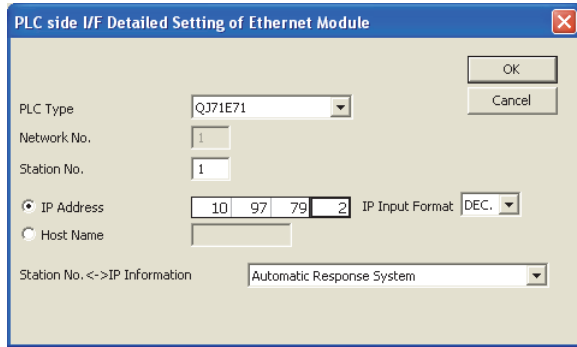 PLC side I/F Detailed Setting of Ethernet Module
OK
PLC Type QJ71E71 Cancel
Network No. 1
Station No. 1
IP Address 10 97 79 2 IP Input Format DEC.
Host Name
Station No.<->IP Information Automatic Response System